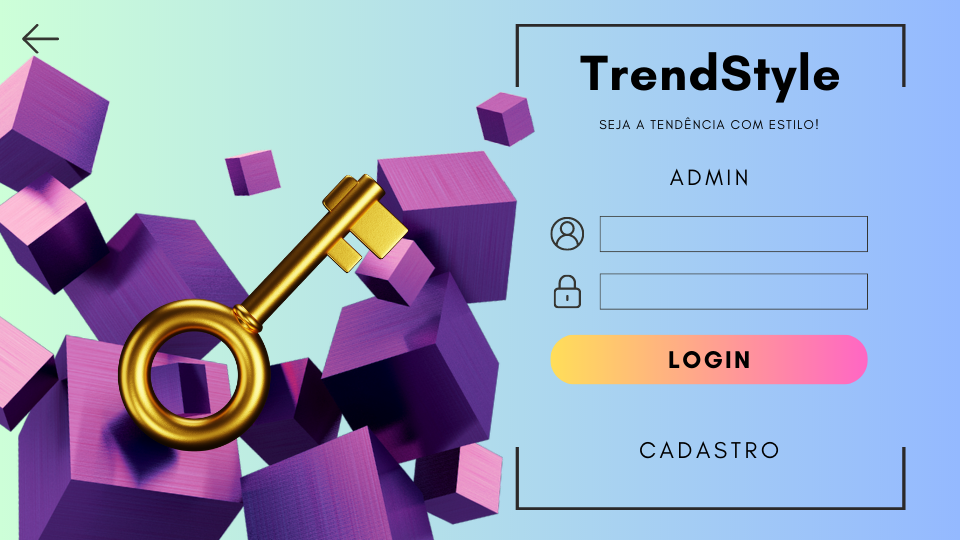 TrendStyle
SEJA A TENDÊNCIA COM ESTILO!
ADMIN
LOGIN
CADASTRO